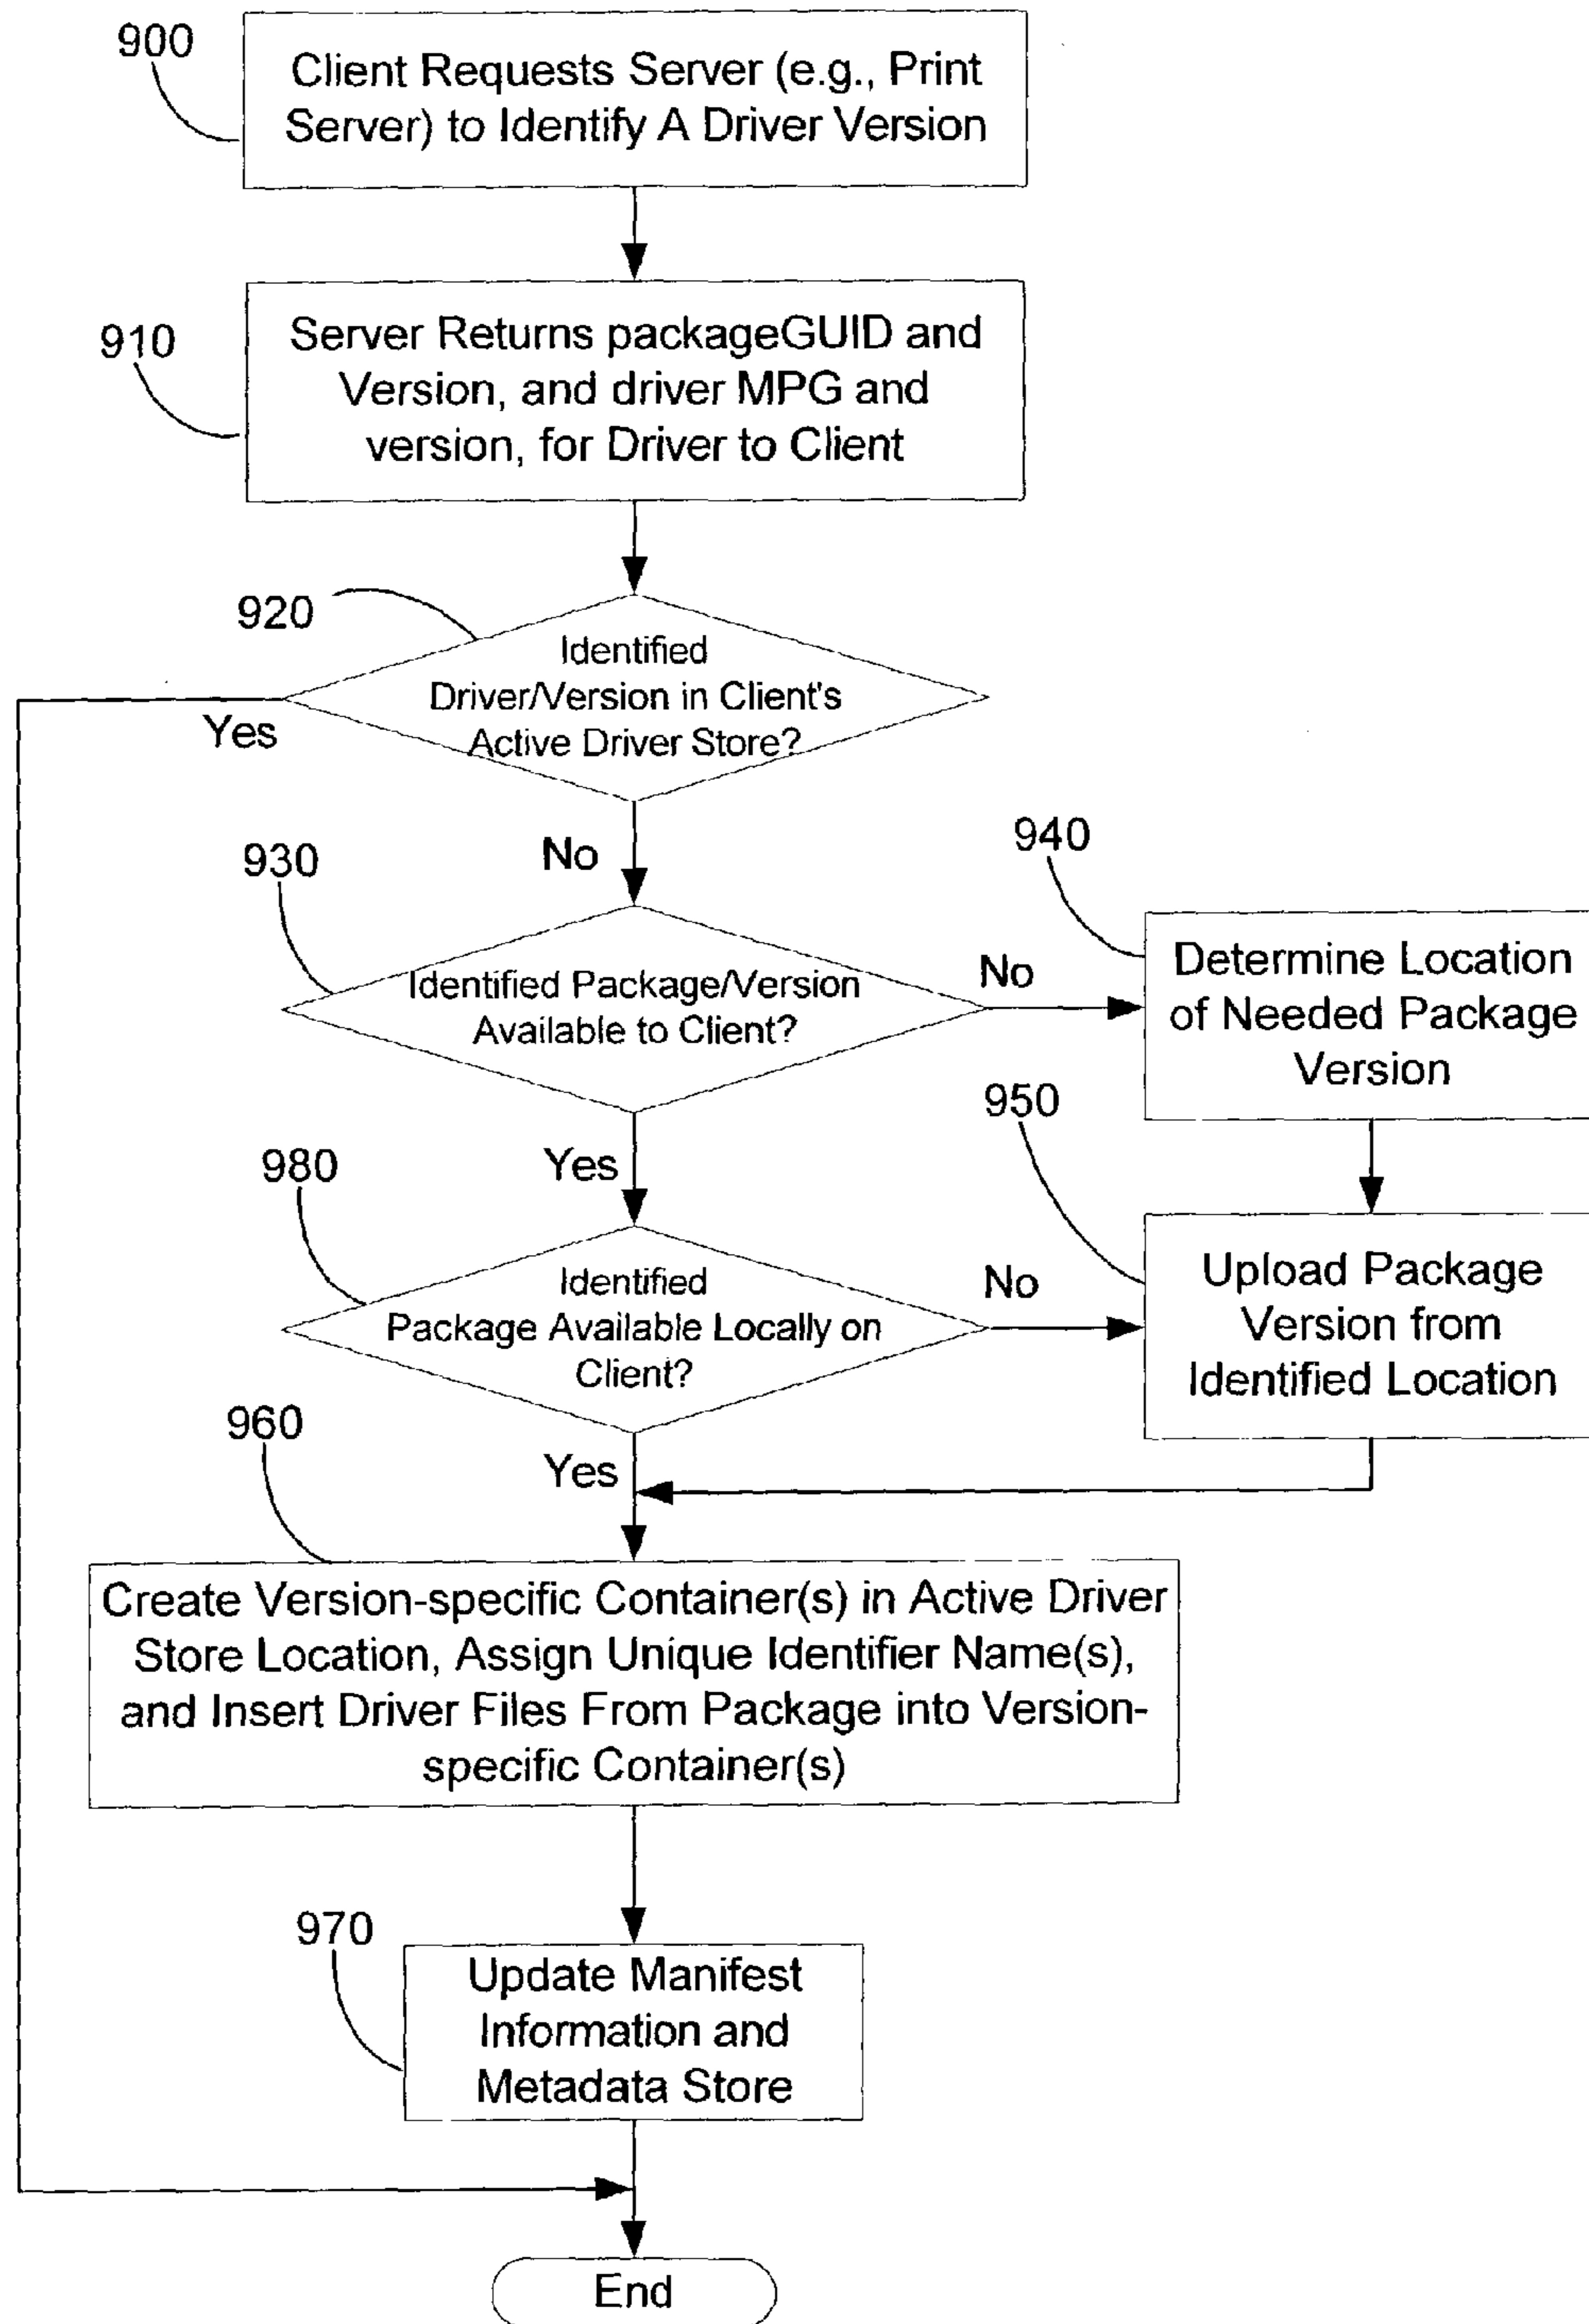 900
Client Requests Server (e.g., Print
Server) to Identify A Driver Version
910
Server Returns packageGUID and
Version, and driver MPG and
version, for Driver to Client
920
Identified
Driver/Version in Client's
Active Driver Store?
Yes
No
930
Identified Package/Version
Available to Client?
No
940
Determine Location
of Needed Package
Version
Yes
950
Upload Package
Version from
Identified Location
980
Identified
Package Available Locally on
Client?
No
Yes
960
Create Version-specific Container(s) in Active Driver
Store Location, Assign Unique Identifier Name(s),
and Insert Driver Files From Package into Version-
specific Container(s)
970
Update Manifest
Information and
Metadata Store
End